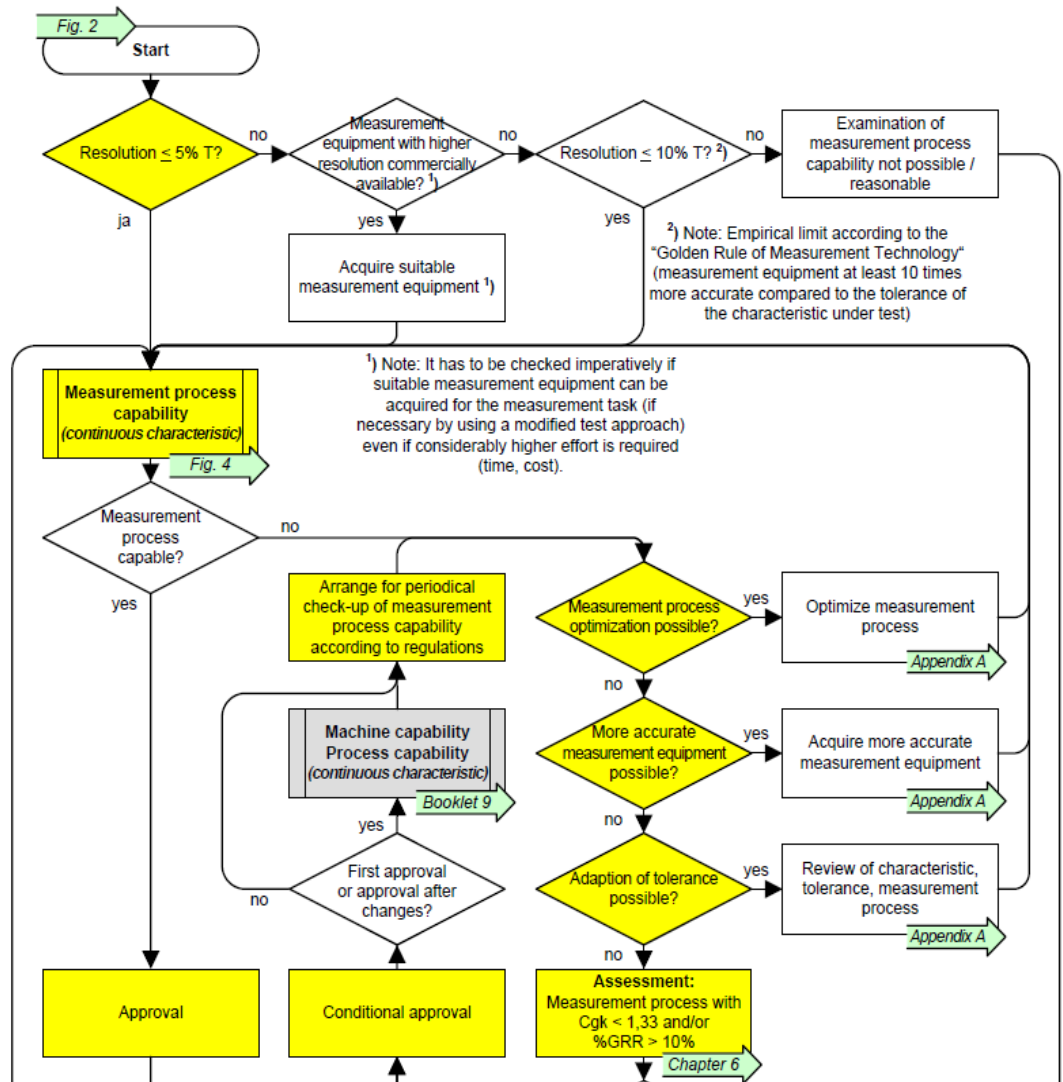 Fig. 2
Start
Resolution ≤ 5% T?
no
Measurement
equipment with higher
resolution commercially
available? ¹)
no
Resolution ≤ 10% T? ²)
no
Examination of
measurement process
capability not possible /
reasonable
ja
yes
yes
Acquire suitable
measurement equipment ¹)
²) Note: Empirical limit according to the
"Golden Rule of Measurement Technology"
(measurement equipment at least 10 times
more accurate compared to the tolerance of
the characteristic under test)
¹) Note: It has to be checked imperatively if
suitable measurement equipment can be
acquired for the measurement task (if
necessary by using a modified test approach)
even if considerably higher effort is required
(time, cost).
Measurement process
capability
(continuous characteristic)
Fig. 4
Measurement
process
capable?
no
yes
Arrange for periodical
check-up of measurement
process capability
according to regulations
Measurement process
optimization possible?
yes
Optimize measurement
process
Appendix A
no
Machine capability
Process capability
(continuous characteristic)
Booklet 9
More accurate
measurement equipment
possible?
yes
Acquire more accurate
measurement equipment
Appendix A
no
yes
First approval
or approval after
changes?
no
Adaption of tolerance
possible?
yes
Review of characteristic,
tolerance, measurement
process
Appendix A
no
Approval
Conditional approval
Assessment:
Measurement process with
Cgk < 1,33 and/or
%GRR > 10%
Chapter 6